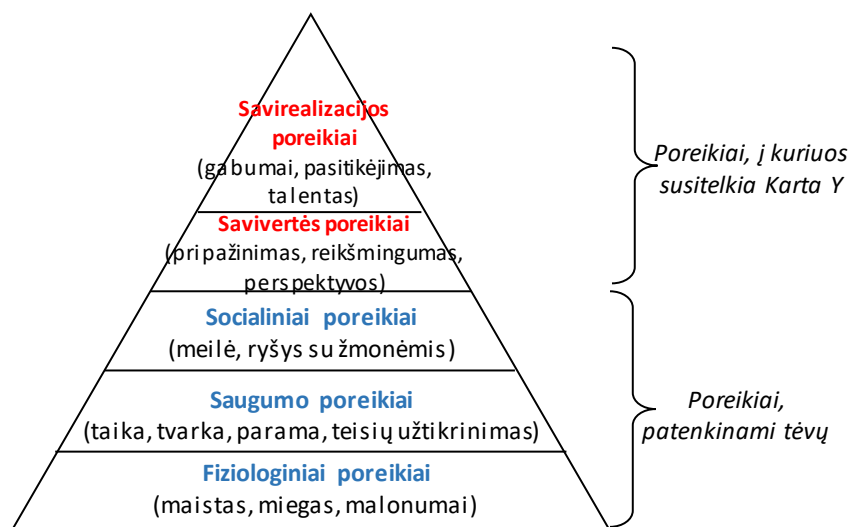 Savirealizacijos
poreikiai
(gabumai, pasitikėjimas,
talentas)
Savivertės poreikiai
(pripažinimas, reikšmingumas,
perspektyvos)
Socialiniai poreikiai
(meilė, ryšys su žmonėmis)
Saugumo poreikiai
(taika, tvarka, parama, teisių užtikrinimas)
Fiziologiniai poreikiai
(maistas, miegas, malonumai)
Poreikiai, į kuriuos
susitelkia Karta Y
Poreikiai,
patenkinami tėvų